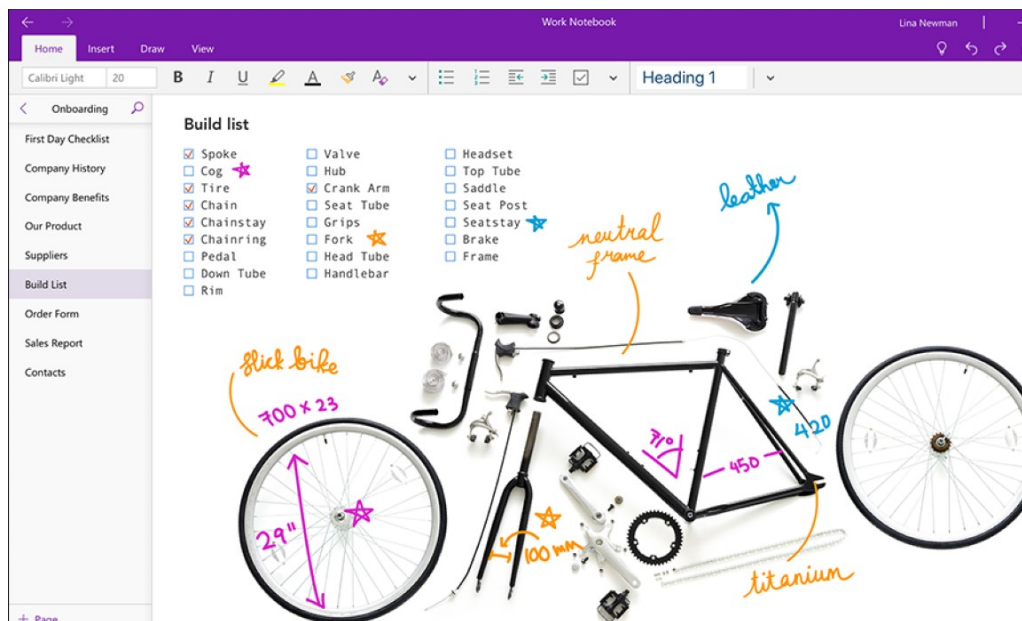 Work Notebook
Lina Newman
Home Insert Draw View
Calibri Light 20 B I U A A Heading 1
Onboarding
First Day Checklist
Company History
Company Benefits
Our Product
Suppliers
Build List
Order Form
Sales Report
Contacts
+ Page
Build list
Spoke Valve Headset
Cog Hub Top Tube
Tire Crank Arm Saddle
Chain Seat Tube Seat Post
Chainstay Grips Seatstay
Chainring Fork Brake
Pedal Head Tube Frame
Down Tube Handlebar
Rim
leather
neutral
frame
slick bike
700 x 23
29"
71°
450
420
100 mm
titanium